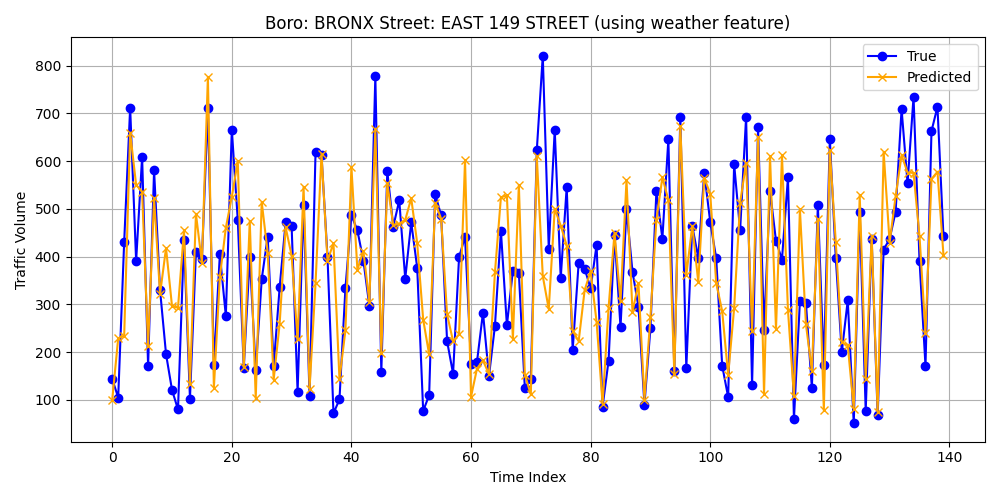 Boro: BRONX Street: EAST 149 STREET (using weather feature)
True
Predicted
Traffic Volume
800
700
600
500
400
300
200
100
0 20 40 60 80 100 120 140
Time Index